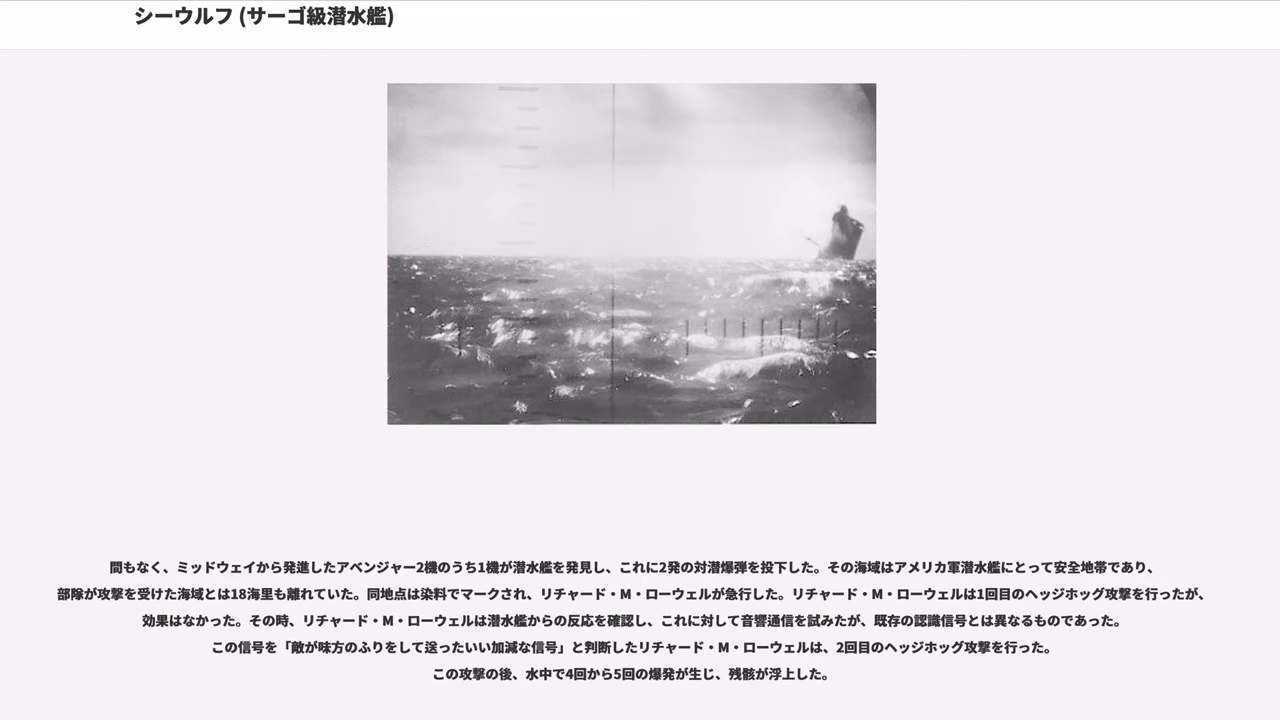 シーウルフ (サーゴ級潜水艦)
間もなく、ミッドウェイから発進したアベンジャー2機のうち1機が潜水艦を発見し、これに2発の対潜爆弾を投下した。その海域はアメリカ軍潜水艦にとって安全地帯であり、
部隊が攻撃を受けた海域とは18海里も離れていた。同地点は染料でマークされ、リチャード・M・ローウェルが急行した。リチャード・M・ローウェルは1回目のヘッジホッグ攻撃を行ったが、
効果はなかった。その時、リチャード・M・ローウェルは潜水艦からの反応を確認し、これに対して音響通信を試みたが、既存の認識信号とは異なるものであった。
この信号を「敵が味方のふりをして送ったいい加減な信号」と判断したリチャード・M・ローウェルは、2回目のヘッジホッグ攻撃を行った。
この攻撃の後、水中で4回から5回の爆発が生じ、残骸が浮上した。